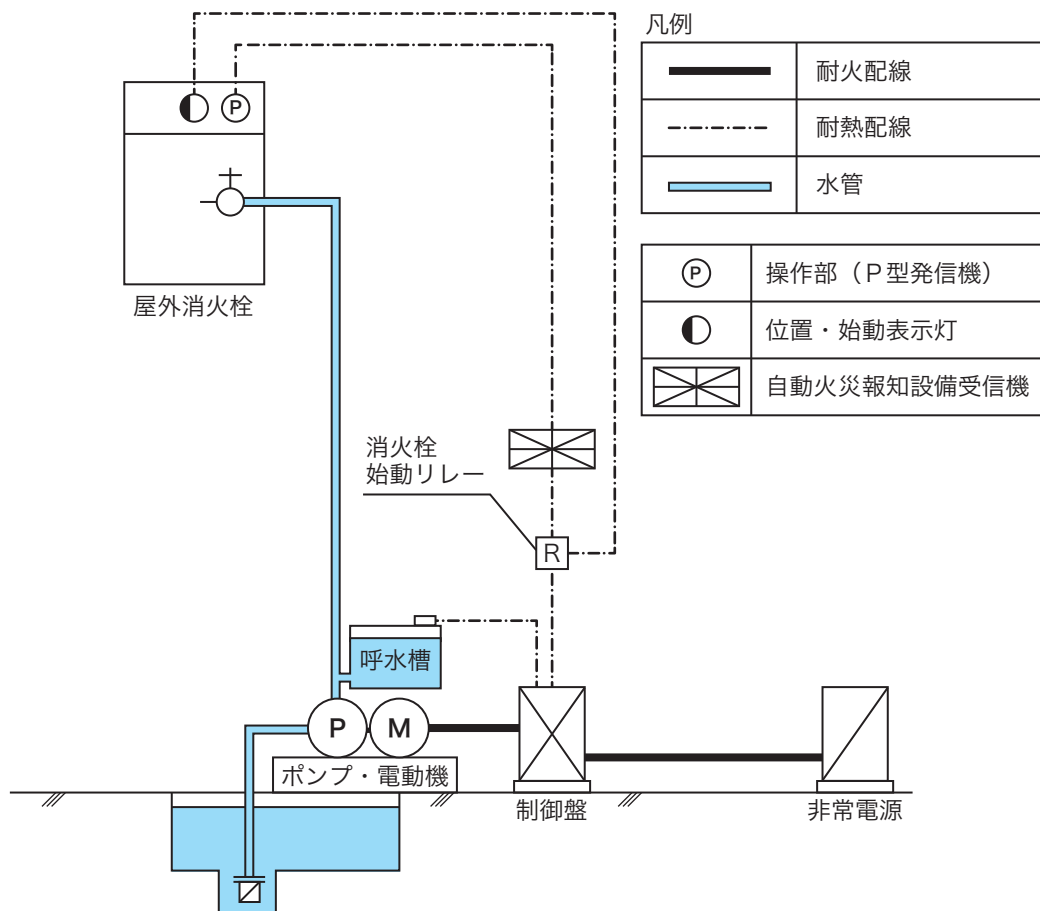 凡例
耐火配線
耐熱配線
水管
P
操作部（P型発信機）
位置・始動表示灯
自動火災報知設備受信機
P
屋外消火栓
消火栓
始動リレー
R
呼水槽
P
M
ポンプ・電動機
制御盤
非常電源